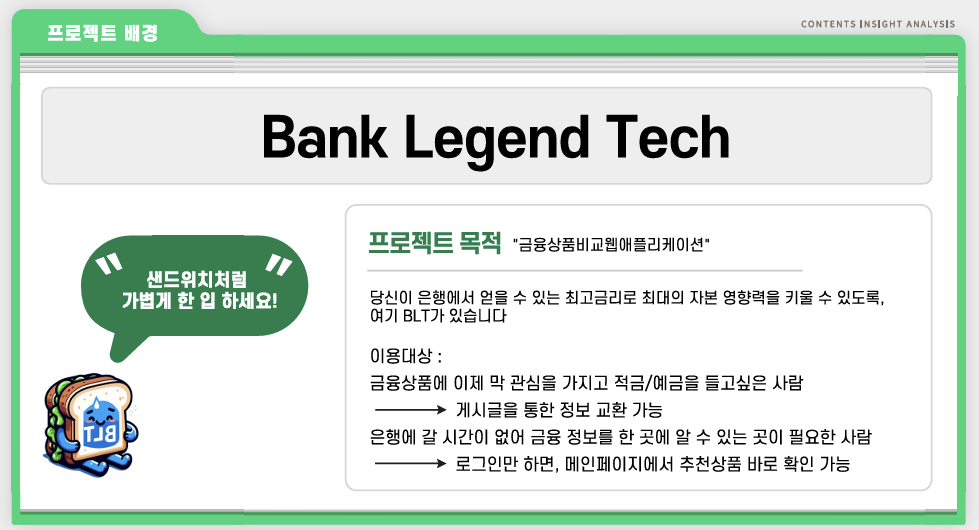 프로젝트 배경
CONTENTS INSIGHT ANALYSIS
Bank Legend Tech
"샌드위치처럼
가볍게 한 입 하세요!"
BLT
프로젝트 목적 "금융상품비교웹애플리케이션"
당신이 은행에서 얻을 수 있는 최고금리로 최대의 자본 영향력을 키울 수 있도록,
여기 BLT가 있습니다
이용대상 :
금융상품에 이제 막 관심을 가지고 적금/예금을 들고싶은 사람
→ 게시글을 통한 정보 교환 가능
은행에 갈 시간이 없어 금융 정보를 한 곳에 알 수 있는 곳이 필요한 사람
→ 로그인만 하면, 메인페이지에서 추천상품 바로 확인 가능